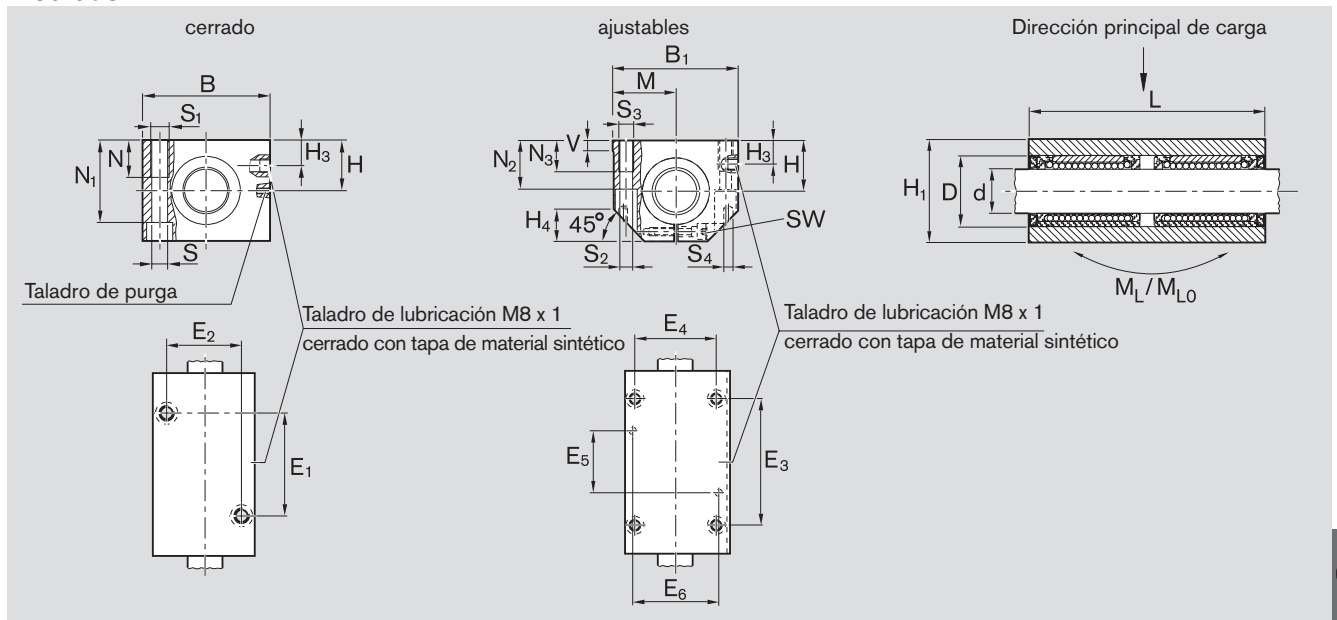 cerrado
ajustables
Dirección principal de carga
B
S₁
N
N₁
H₃
H
S
B₁
M
S₃
V
N₂
N₃
H₃
H
H₄
45°
SW
S₂
S₄
L
H₁
D
d
M_L / M_L0
Taladro de purga
Taladro de lubricación M8 x 1
cerrado con tapa de material sintético
Taladro de lubricación M8 x 1
cerrado con tapa de material sintético
E₂
E₁
E₄
E₅
E₃
E₆